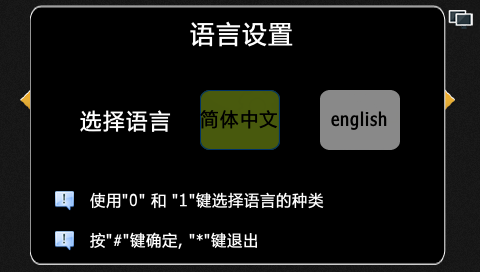 语言设置
选择语言 简体中文 english
使用"0" 和 "1"键选择语言的种类
按"#"键确定, "*"键退出